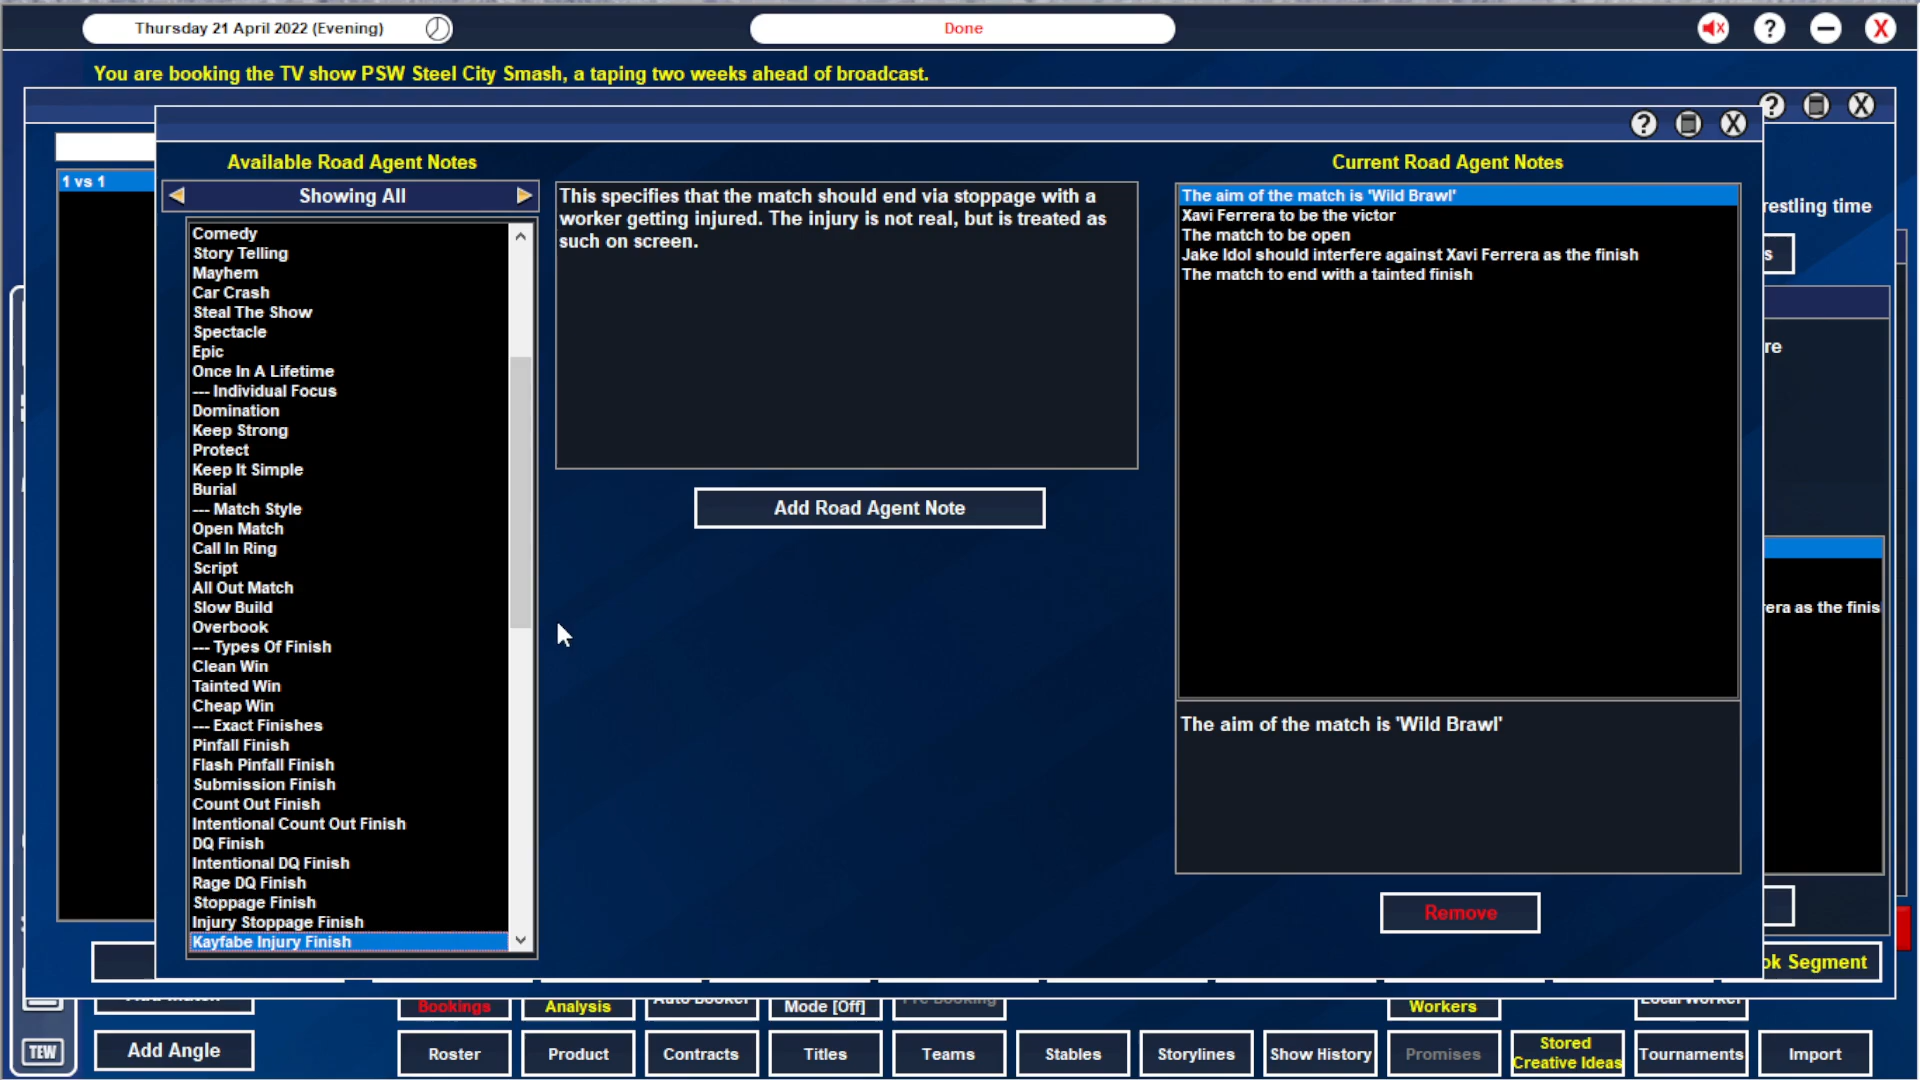 Thursday 21 April 2022 (Evening)
Done
?
X
You are booking the TV show PSW Steel City Smash, a taping two weeks ahead of broadcast.
? X
? X
Available Road Agent Notes
Current Road Agent Notes
1 vs 1
Showing All
Comedy
Story Telling
Mayhem
Car Crash
Steal The Show
Spectacle
Epic
Once In A Lifetime
--- Individual Focus
Domination
Keep Strong
Protect
Keep It Simple
Burial
--- Match Style
Open Match
Call In Ring
Script
All Out Match
Slow Build
Overbook
--- Types Of Finish
Clean Win
Tainted Win
Cheap Win
--- Exact Finishes
Pinfall Finish
Flash Pinfall Finish
Submission Finish
Count Out Finish
Intentional Count Out Finish
DQ Finish
Intentional DQ Finish
Rage DQ Finish
Stoppage Finish
Injury Stoppage Finish
Kayfabe Injury Finish
This specifies that the match should end via stoppage with a
worker getting injured. The injury is not real, but is treated as
such on screen.
Add Road Agent Note
The aim of the match is 'Wild Brawl'
Xavi Ferrera to be the victor
The match to be open
Jake Idol should interfere against Xavi Ferrera as the finish
The match to end with a tainted finish
The aim of the match is 'Wild Brawl'
Remove
restling time
s
re
rera as the finis
ok Segment
Bookings
Analysis
Auto Booker
Mode [Off]
Pre Booking
Workers
Local Worker
TEW
Add Match
Add Angle
Roster
Product
Contracts
Titles
Teams
Stables
Storylines
Show History
Promises
Stored
Creative Ideas
Tournaments
Import